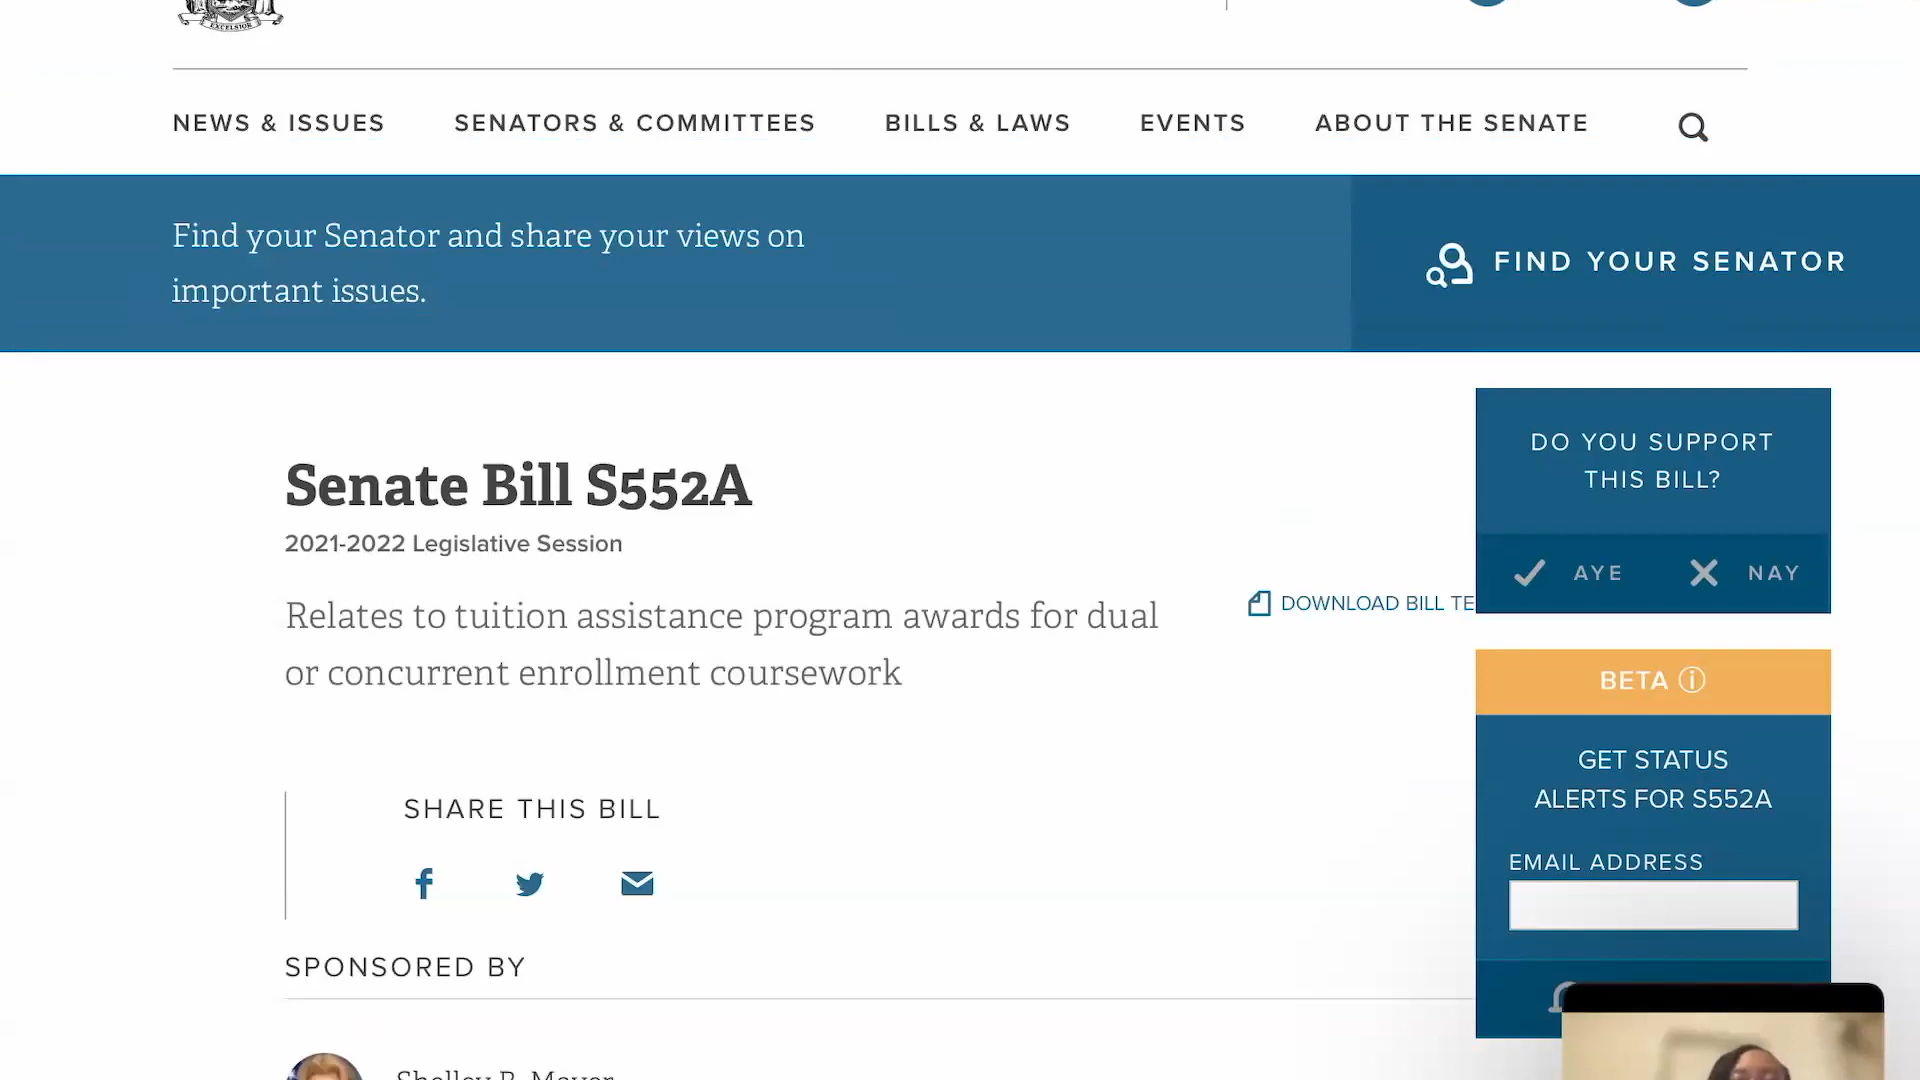 EXCELSIOR
NEWS & ISSUES
SENATORS & COMMITTEES
BILLS & LAWS
EVENTS
ABOUT THE SENATE
Find your Senator and share your views on
important issues.
FIND YOUR SENATOR
Senate Bill S552A
2021-2022 Legislative Session
Relates to tuition assistance program awards for dual
or concurrent enrollment coursework
DOWNLOAD BILL TE
DO YOU SUPPORT
THIS BILL?
AYE
NAY
BETA
GET STATUS
ALERTS FOR S552A
EMAIL ADDRESS
SHARE THIS BILL
SPONSORED BY
Shelley B. Mayer